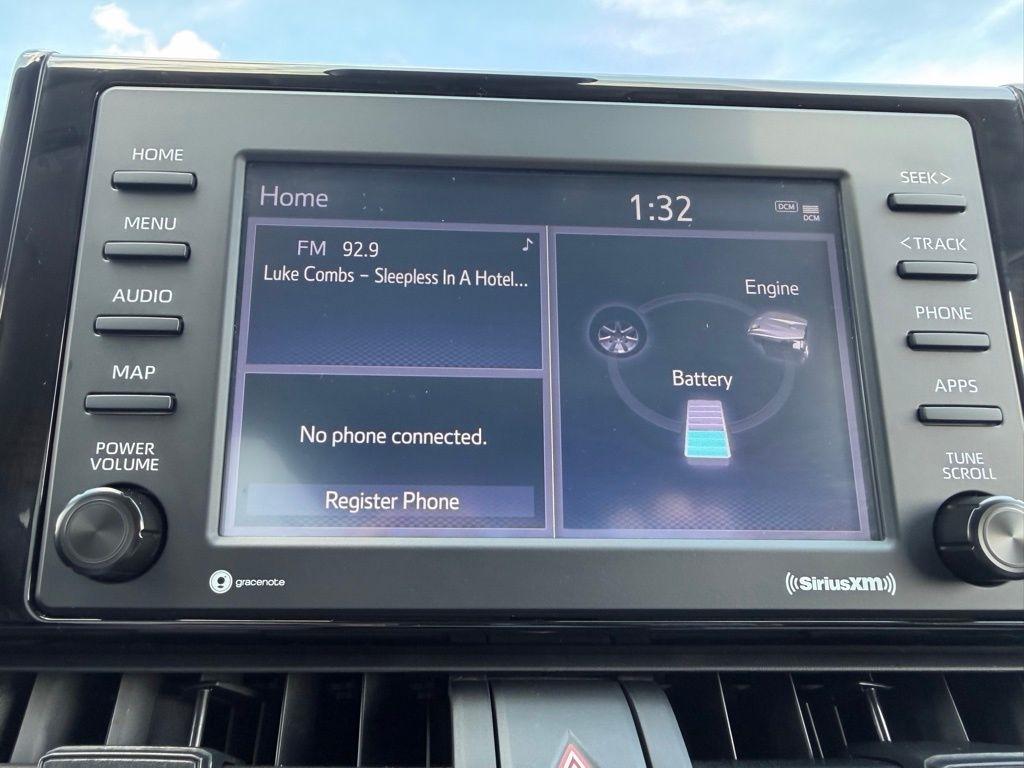 HOME
MENU
AUDIO
MAP
POWER
VOLUME
Home
1:32
DCM
DCM
FM 92.9
Luke Combs – Sleepless In A Hotel...
No phone connected.
Register Phone
Engine
Battery
SEEK>
<TRACK
PHONE
APPS
TUNE
SCROLL
gracenote
((SiriusXM))